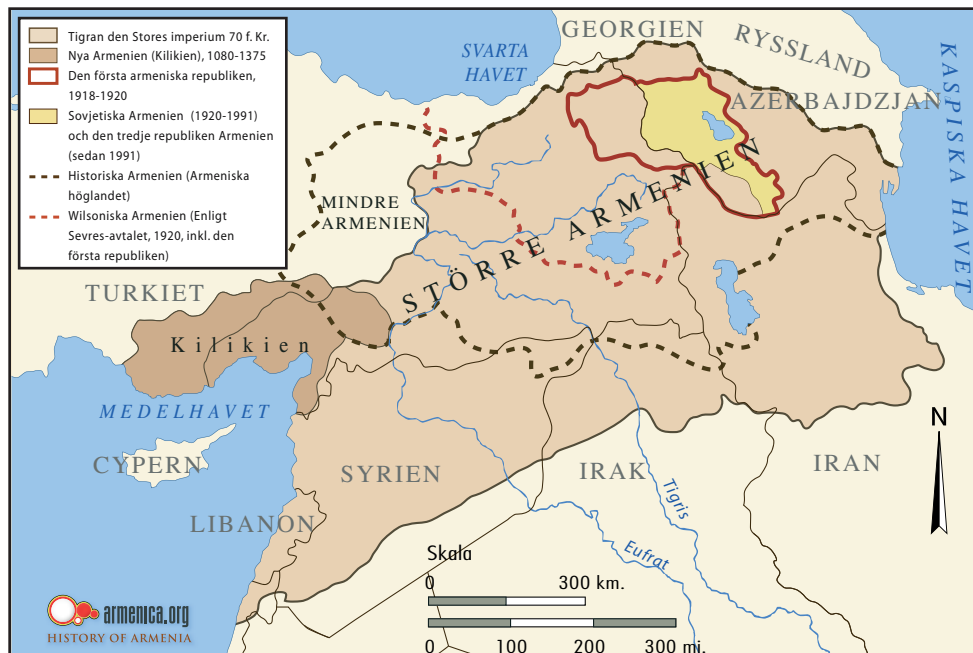 Tigran den Stores imperium 70 f. Kr.
Nya Armenien (Kilikien), 1080-1375
Den första armeniska republiken,
1918-1920
Sovjetiska Armenien (1920-1991)
och den tredje republiken Armenien
(sedan 1991)
Historiska Armenien (Armeniska
höglandet)
Wilsoniska Armenien (Enligt
Sevres-avtalet, 1920, inkl. den
första republiken)
GEORGIEN
SVARTA
HAVET
RYSSLAND
AZERBAJDZJAN
KASPISKA HAVET
MINDRE
ARMENIEN
STÖRRE ARMENIEN
TURKIET
Kilikien
MEDELHAVET
CYPERN
SYRIEN
IRAK
IRAN
LIBANON
Tigris
Eufrat
N
Skala
0 300 km.
0 100 200 300 mi.
armenica.org
HISTORY OF ARMENIA